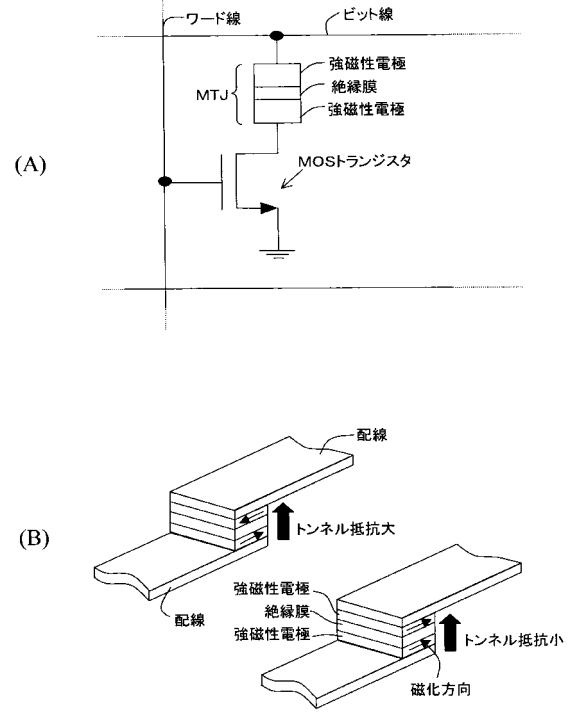 ワード線
ビット線
強磁性電極
MTJ
絶縁膜
強磁性電極
(A)
MOSトランジスタ
配線
(B)
トンネル抵抗大
強磁性電極
配線
絶縁膜
強磁性電極
トンネル抵抗小
磁化方向